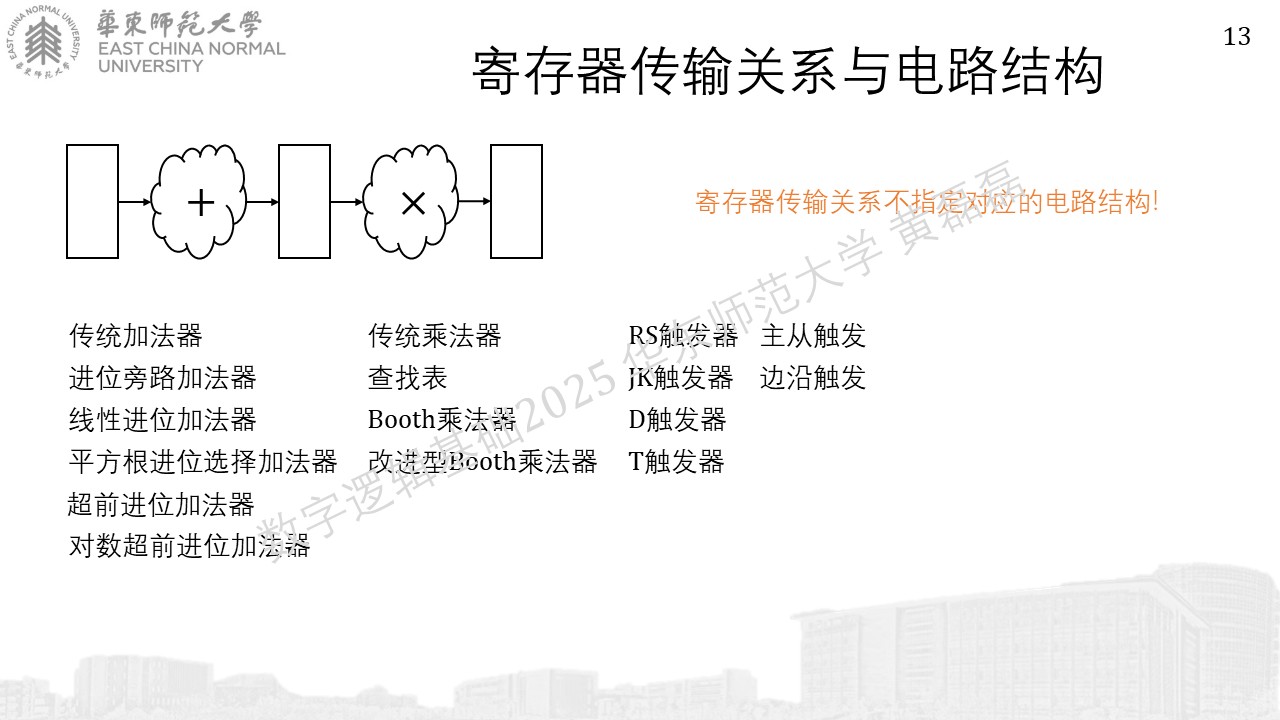 華東師範大學
EAST CHINA NORMAL
UNIVERSITY
EAST CHINA NORMAL UNIVERSITY
華东师范大学
13
寄存器传输关系与电路结构
+
×
寄存器传输关系不指定对应的电路结构!
传统加法器
进位旁路加法器
线性进位加法器
平方根进位选择加法器
超前进位加法器
对数超前进位加法器
传统乘法器
查找表
Booth乘法器
改进型Booth乘法器
RS触发器
JK触发器
D触发器
T触发器
主从触发
边沿触发
数字逻辑基础2025 华东师范大学 黄磊磊